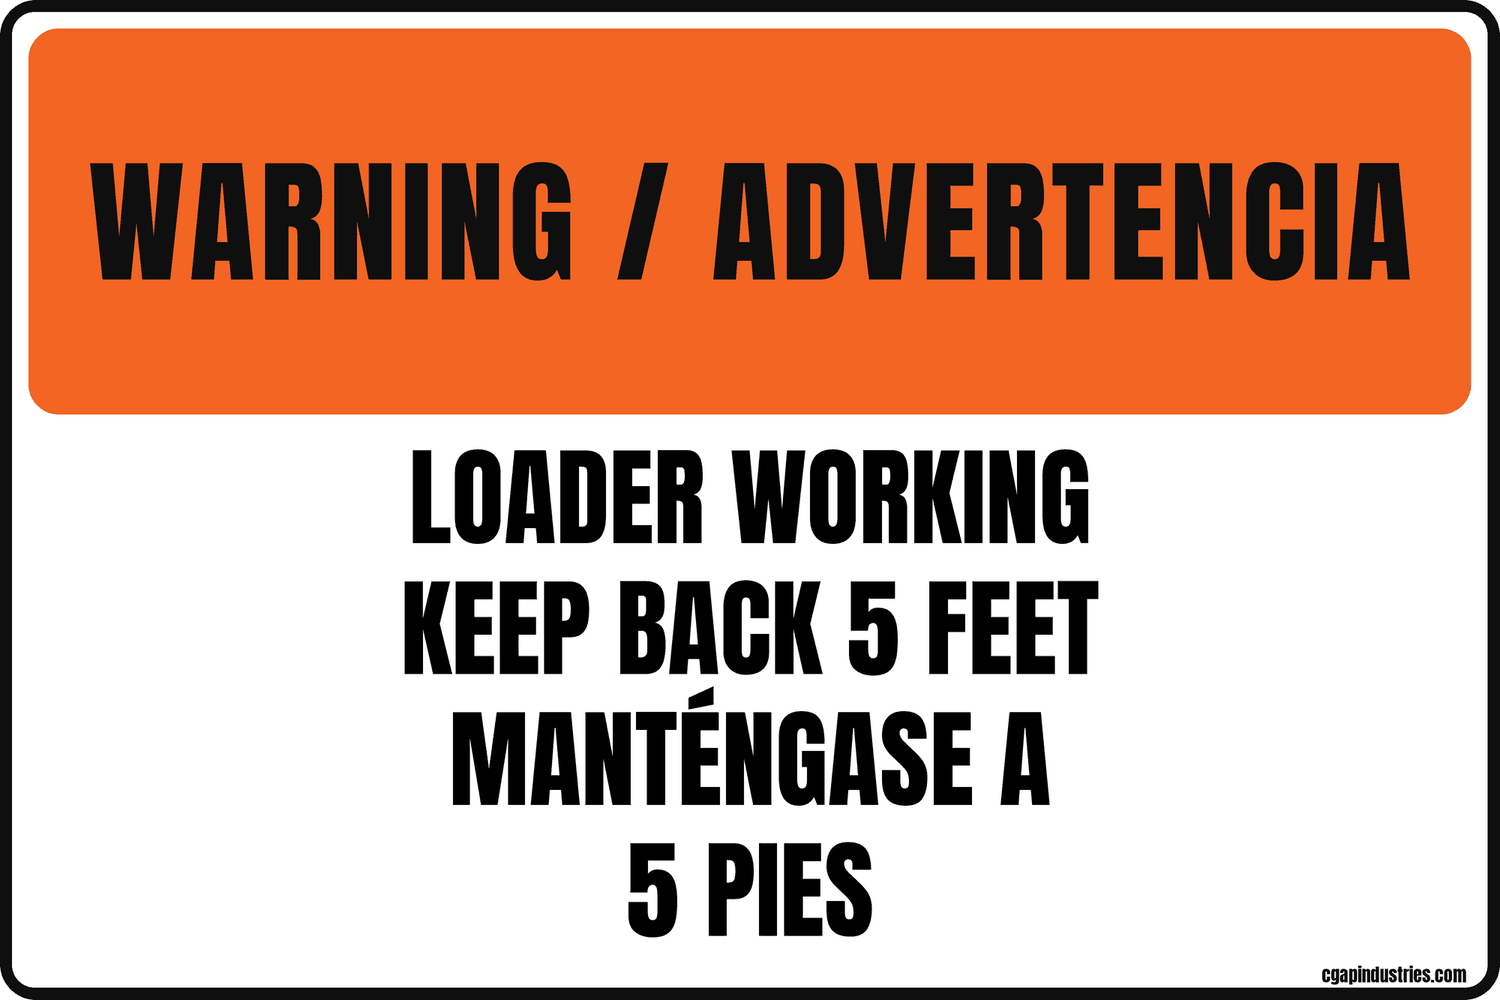 WARNING / ADVERTENCIA
LOADER WORKING
KEEP BACK 5 FEET
MANTÉNGASE A
5 PIES
cgapindustries.com